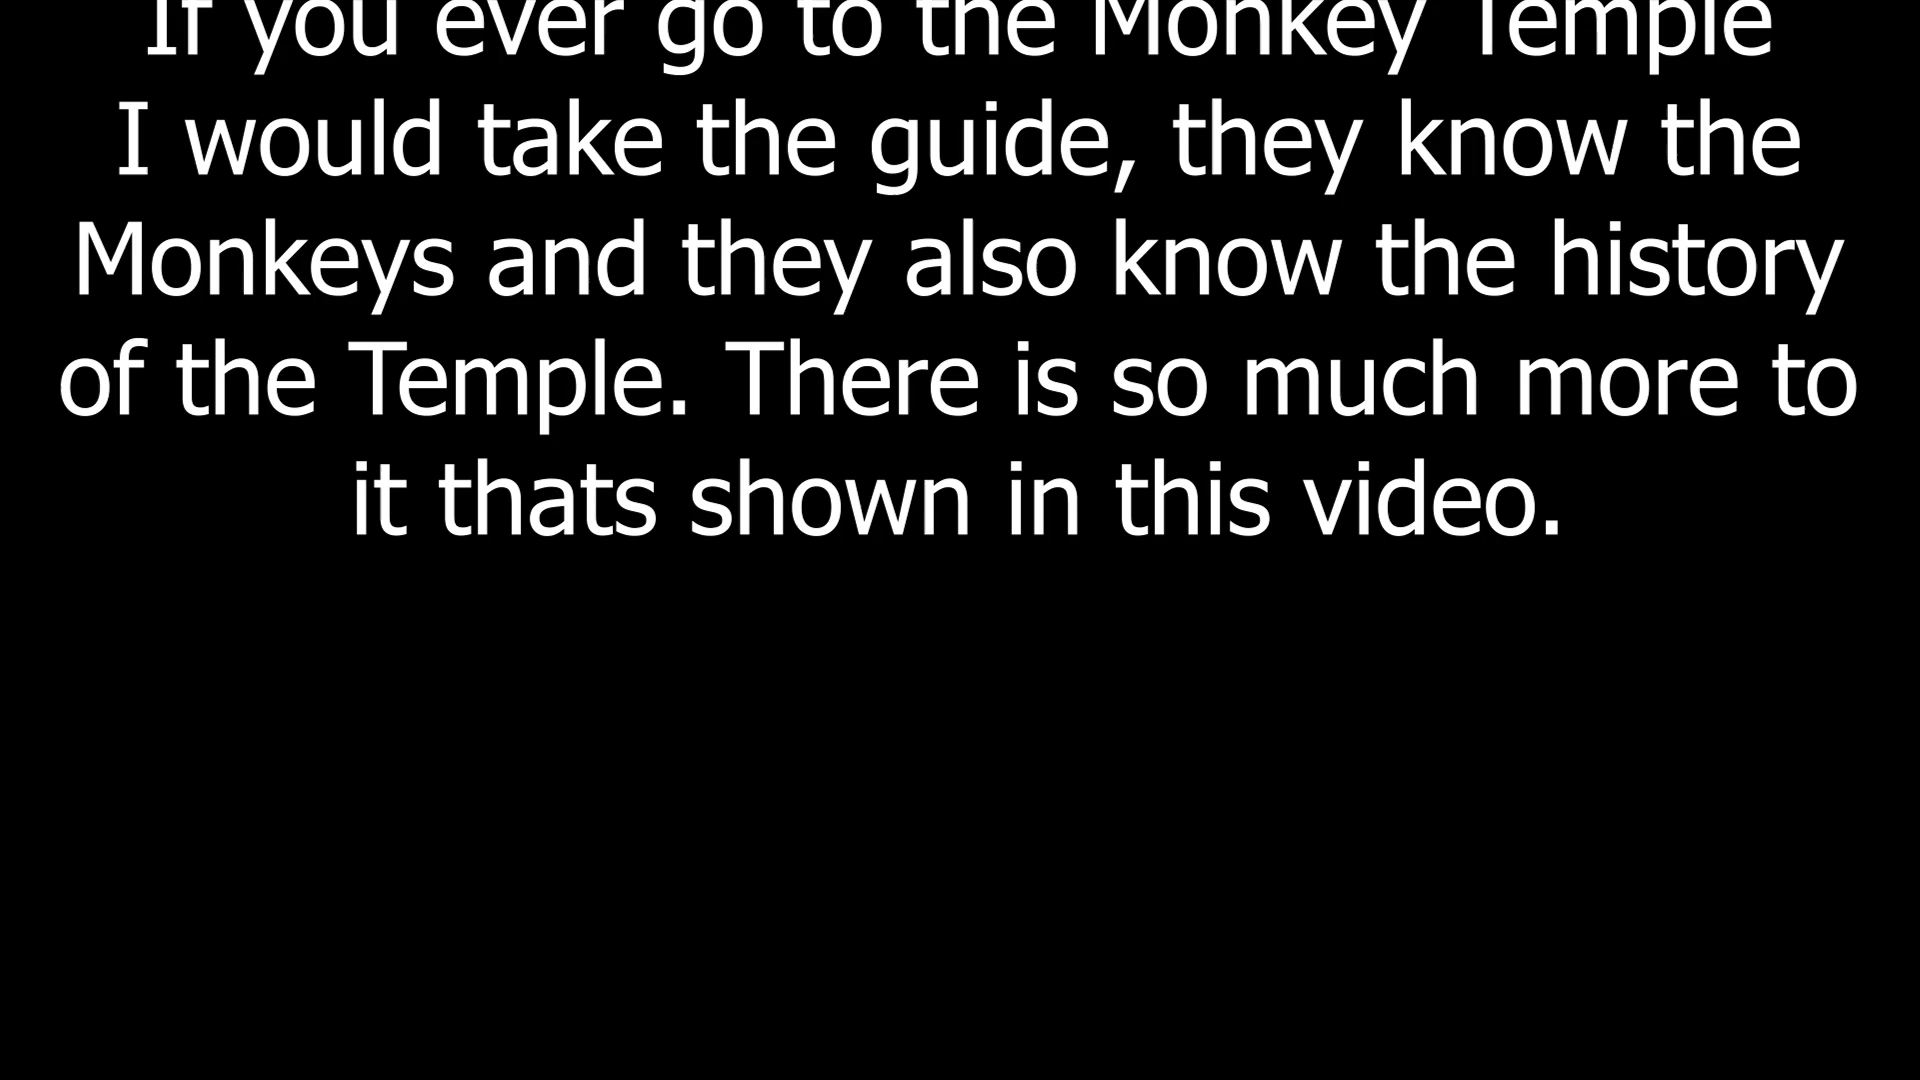 If you ever go to the Monkey Temple
I would take the guide, they know the
Monkeys and they also know the history
of the Temple. There is so much more to
it thats shown in this video.